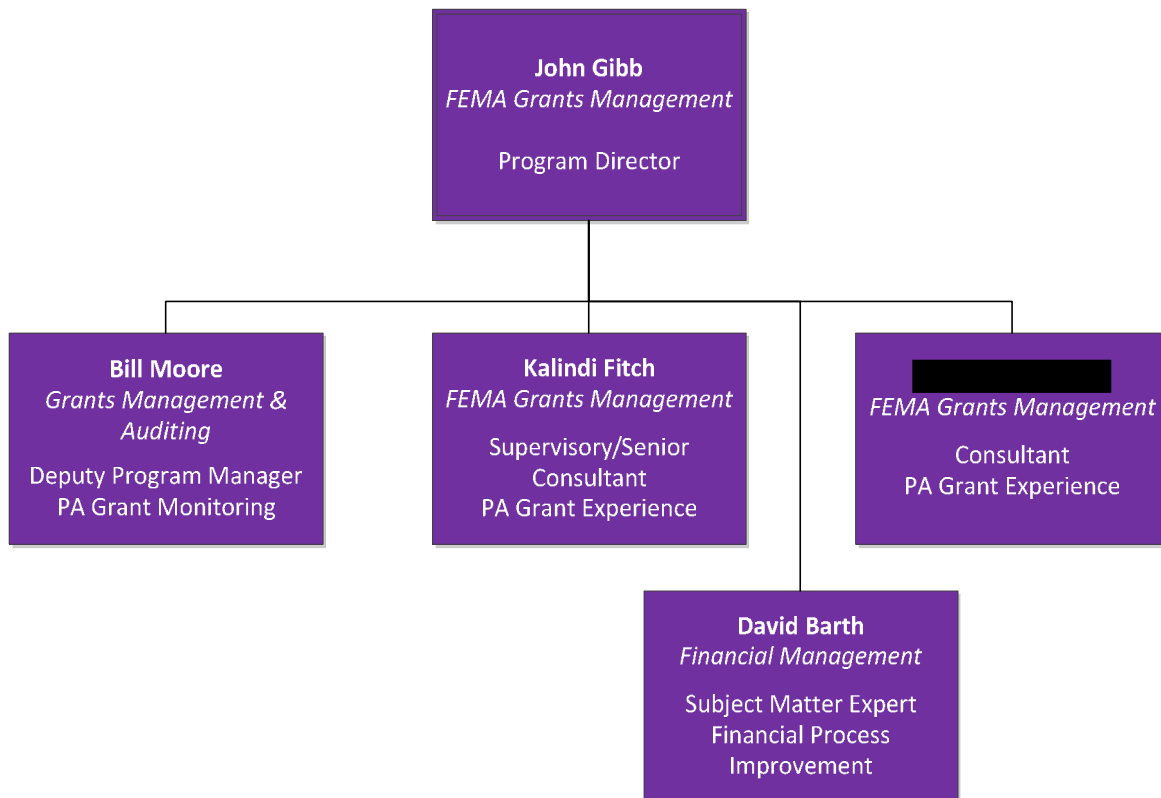 John Gibb
FEMA Grants Management
Program Director
Bill Moore
Grants Management &
Auditing
Deputy Program Manager
PA Grant Monitoring
Kalindi Fitch
FEMA Grants Management
Supervisory/Senior
Consultant
PA Grant Experience
FEMA Grants Management
Consultant
PA Grant Experience
David Barth
Financial Management
Subject Matter Expert
Financial Process
Improvement